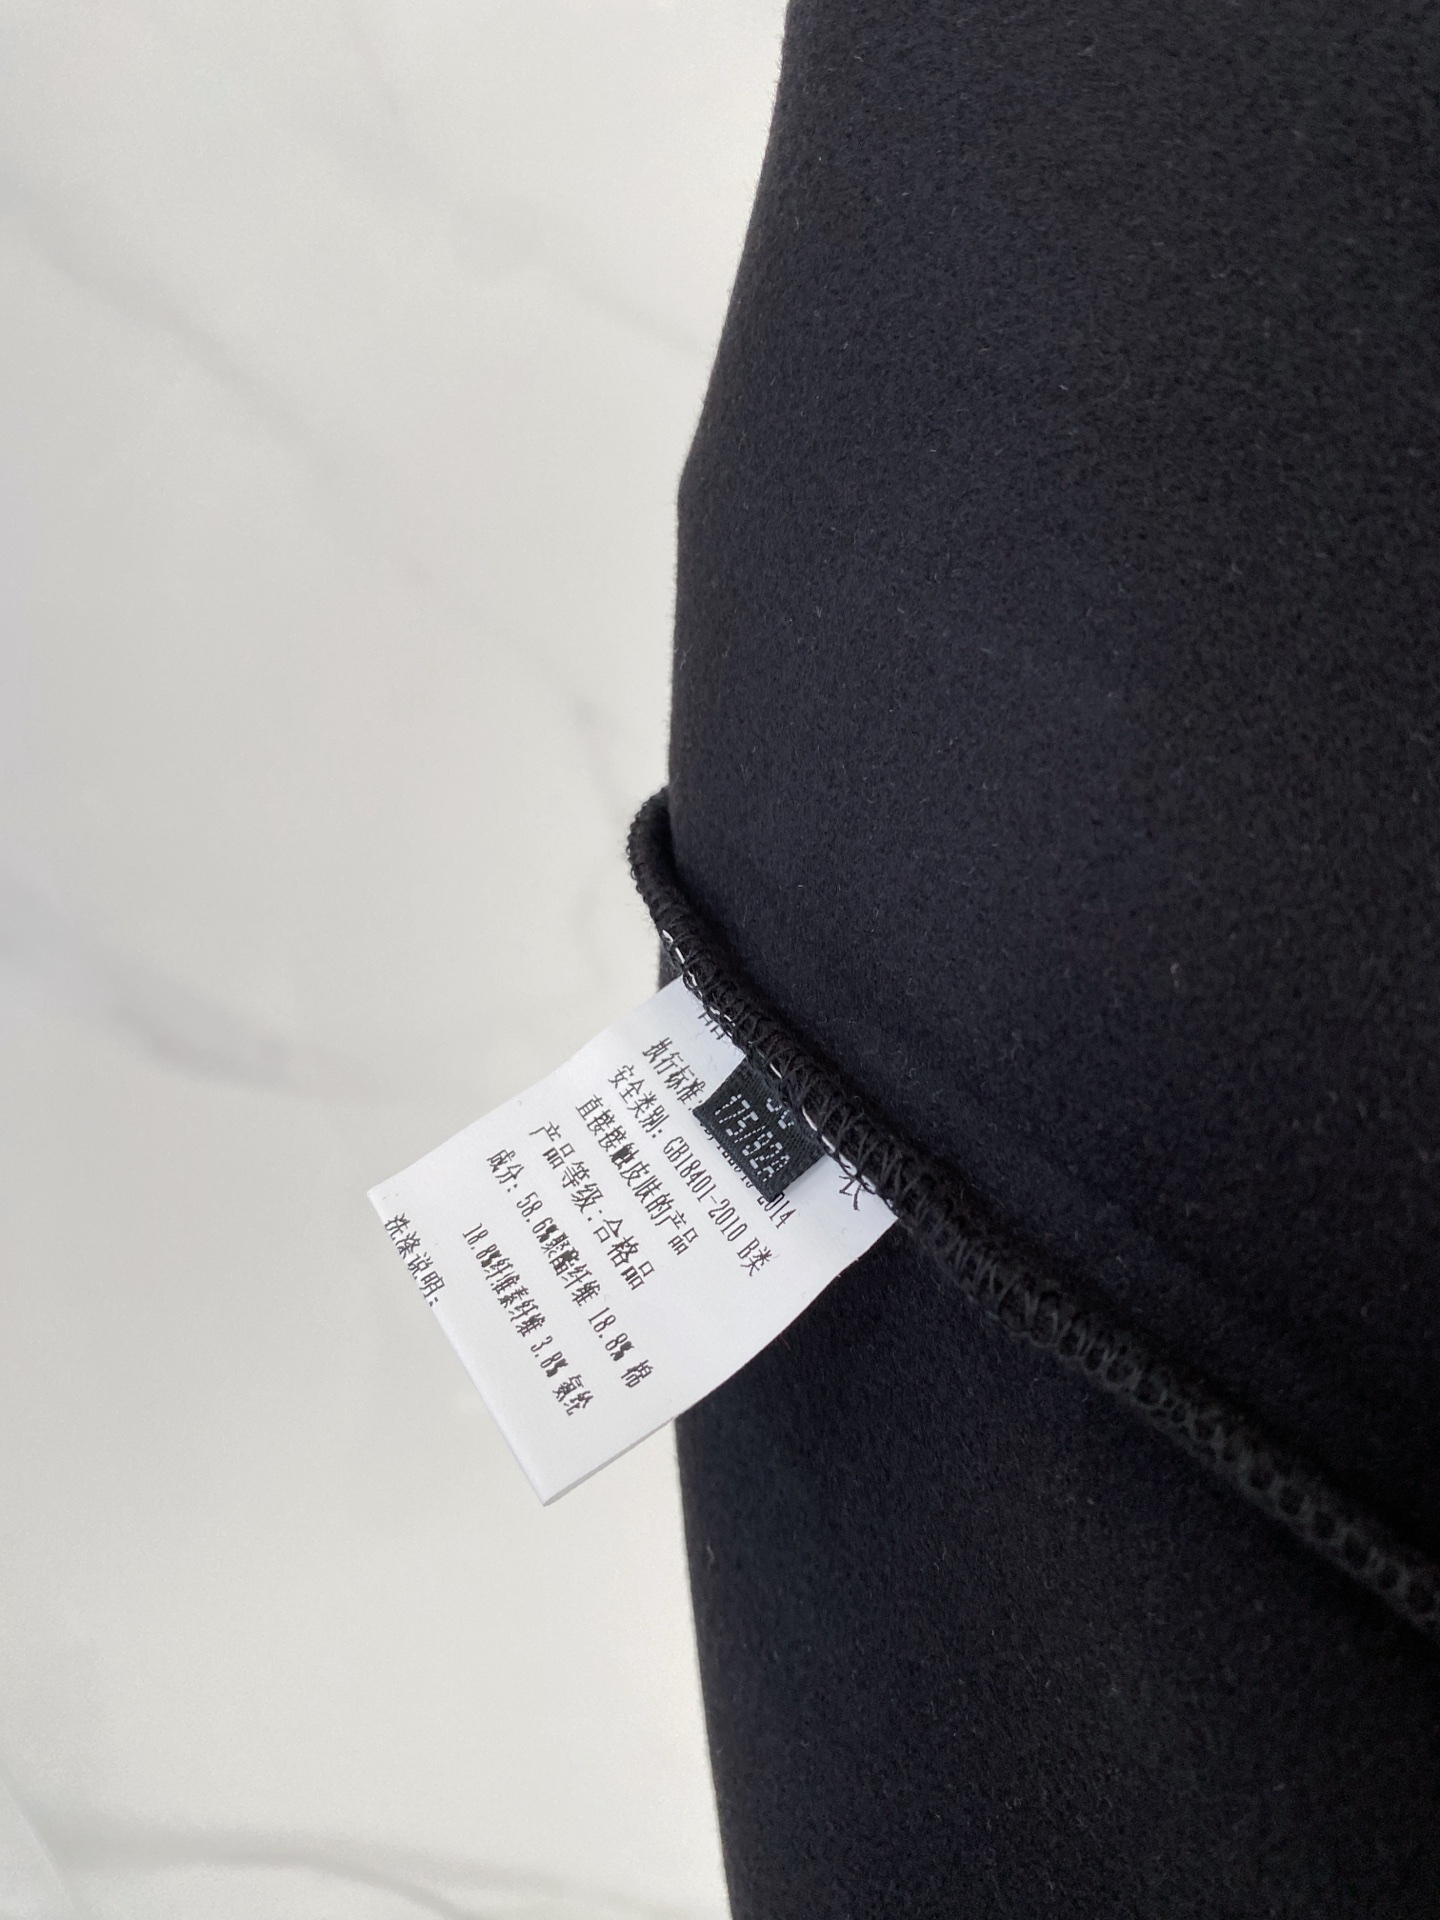 执行标准:
2014
175/92A
安全类别: GB18401-2010 B类
直接接触皮肤的产品
产品等级:合格品
成分: 58.6%聚酯纤维 18.8% 棉
18.8%纤维素纤维 3.8% 氨纶
洗涤说明: